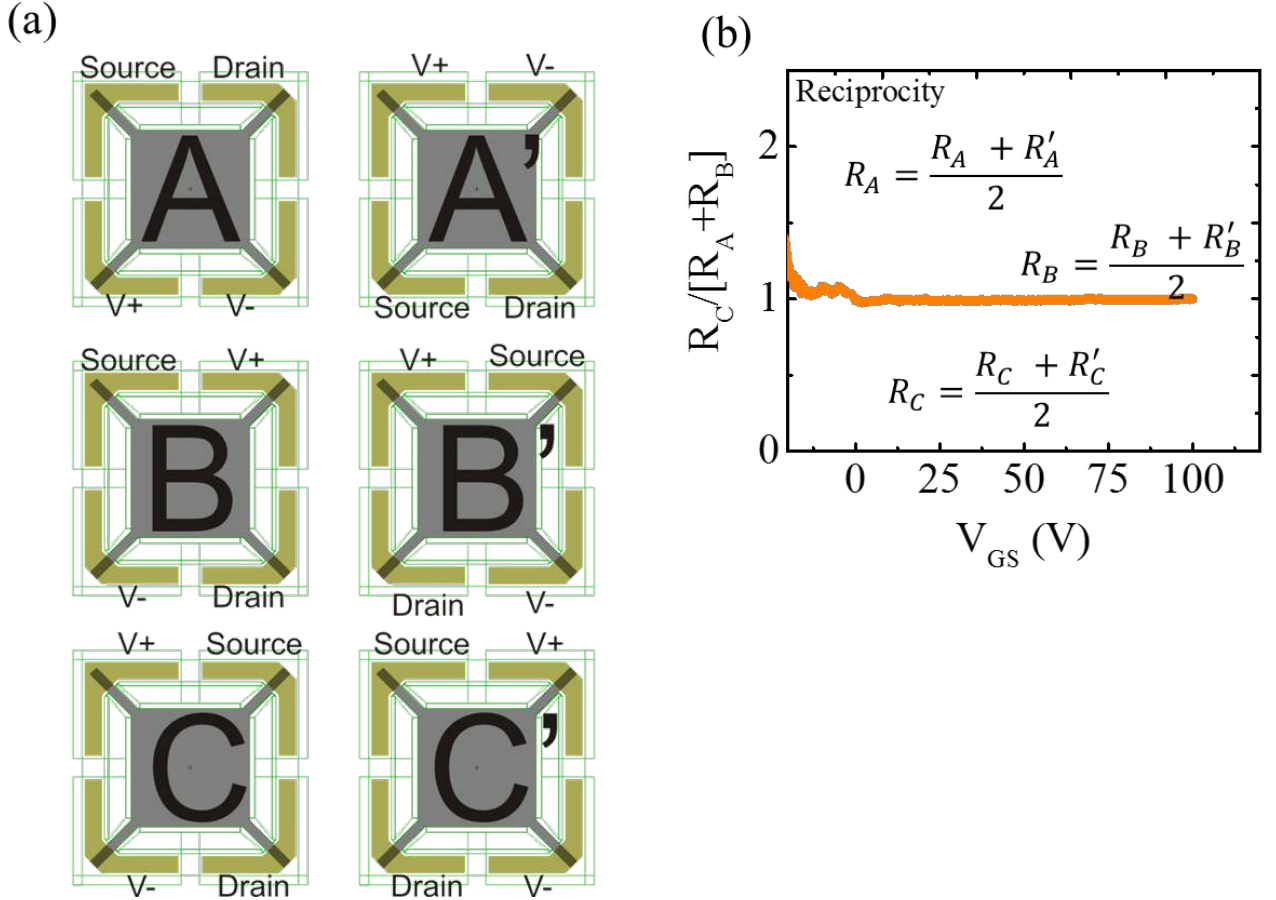 (a)
Source Drain
A
V+ V-
V+ V-
A’
Source Drain
Source V+
B
V- Drain
V+ Source
B’
Drain V-
V+ Source
C
V- Drain
Source V+
C’
Drain V-
(b)
Reciprocity
R_A = (R_A + R'_A)/2
R_B = (R_B + R'_B)/2
R_C = (R_C + R'_C)/2
R_C/[R_A+R_B]
2
1
0
0 25 50 75 100
V_GS (V)